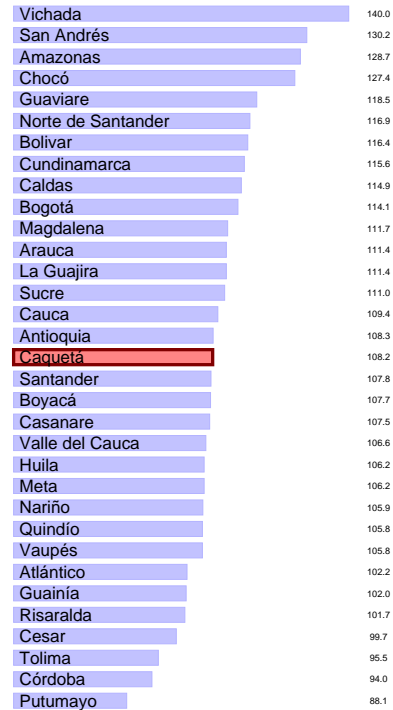 Vichada 140.0
San Andrés 130.2
Amazonas 128.7
Chocó 127.4
Guaviare 118.5
Norte de Santander 116.9
Bolivar 116.4
Cundinamarca 115.6
Caldas 114.9
Bogotá 114.1
Magdalena 111.7
Arauca 111.4
La Guajira 111.4
Sucre 111.0
Cauca 109.4
Antioquia 108.3
Caquetá 108.2
Santander 107.8
Boyacá 107.7
Casanare 107.5
Valle del Cauca 106.6
Huila 106.2
Meta 106.2
Nariño 105.9
Quindío 105.8
Vaupés 105.8
Atlántico 102.2
Guainía 102.0
Risaralda 101.7
Cesar 99.7
Tolima 95.5
Córdoba 94.0
Putumayo 88.1